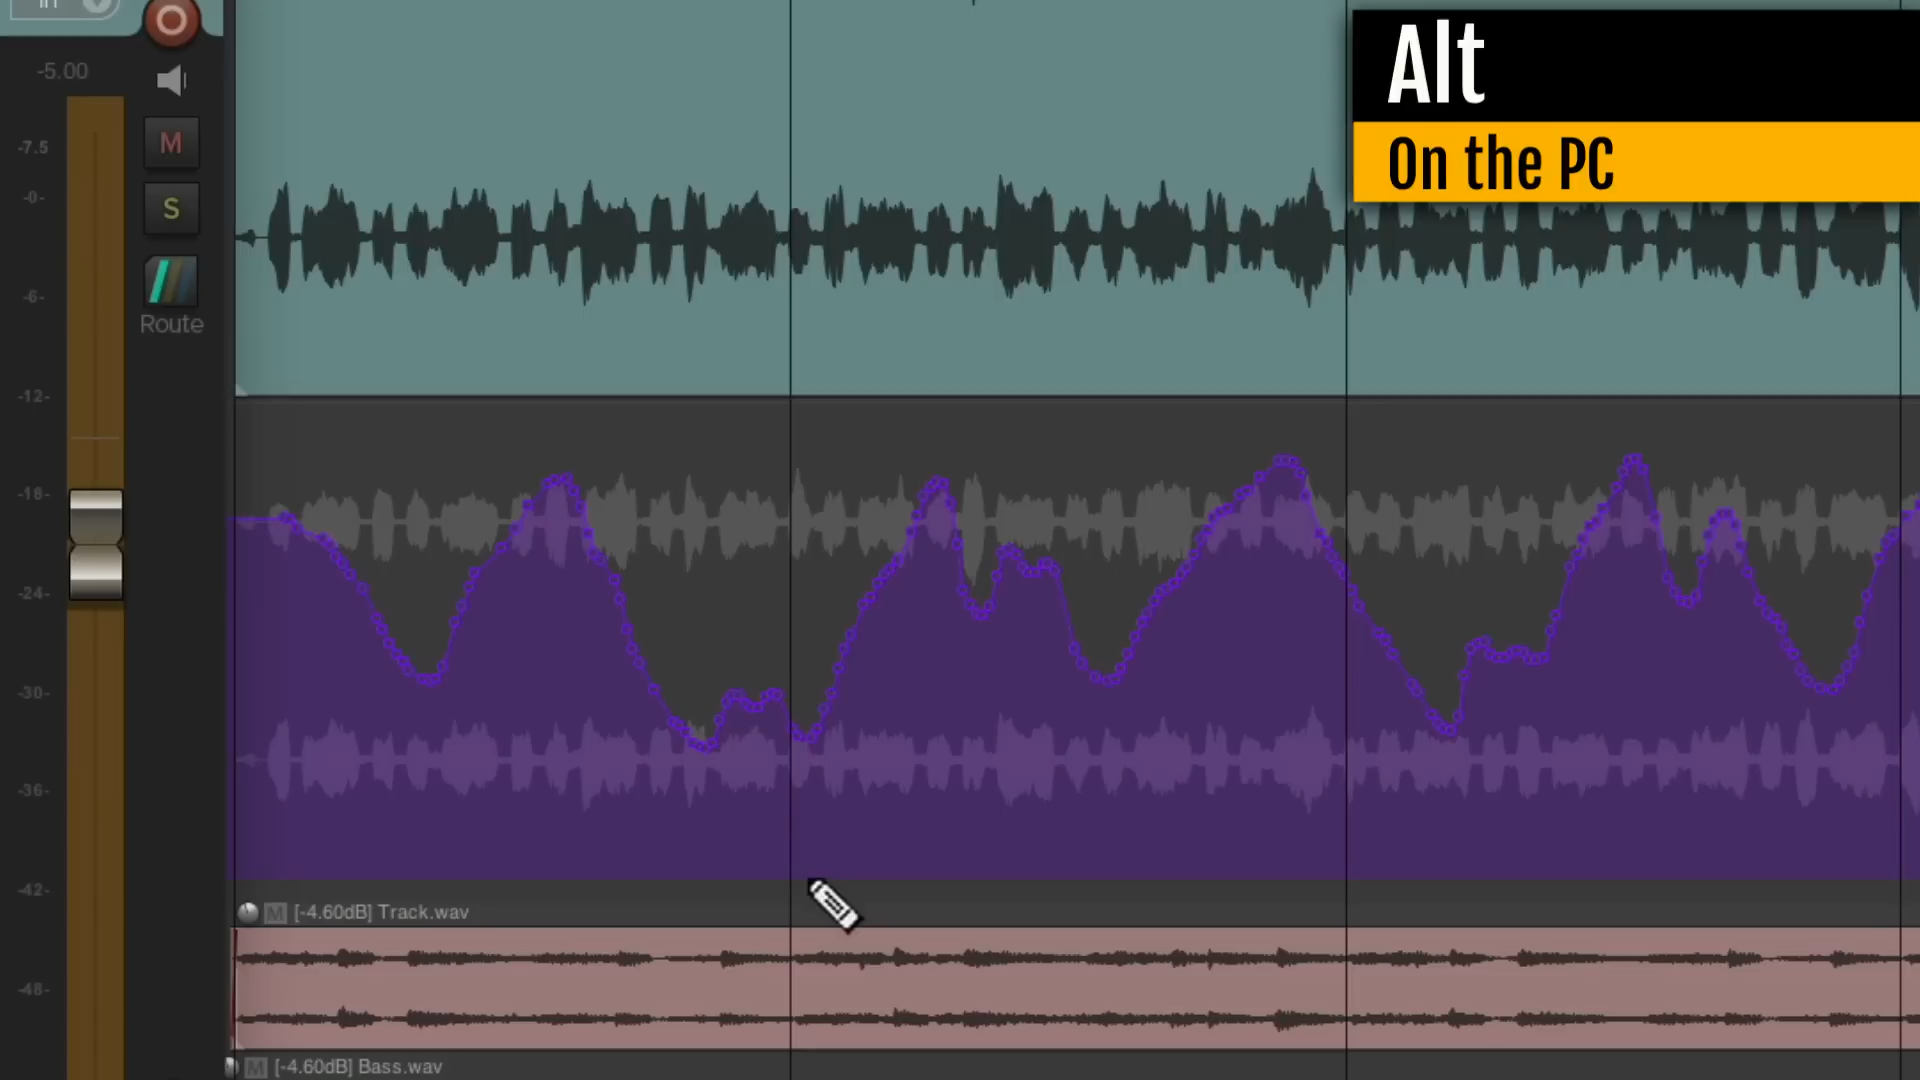 in
-5.00
-7.5
-0-
-6-
-12-
-18-
-24-
-30-
-36-
-42-
-48-
M
S
Route
Alt
On the PC
M [-4.60dB] Track.wav
M [-4.60dB] Bass.wav